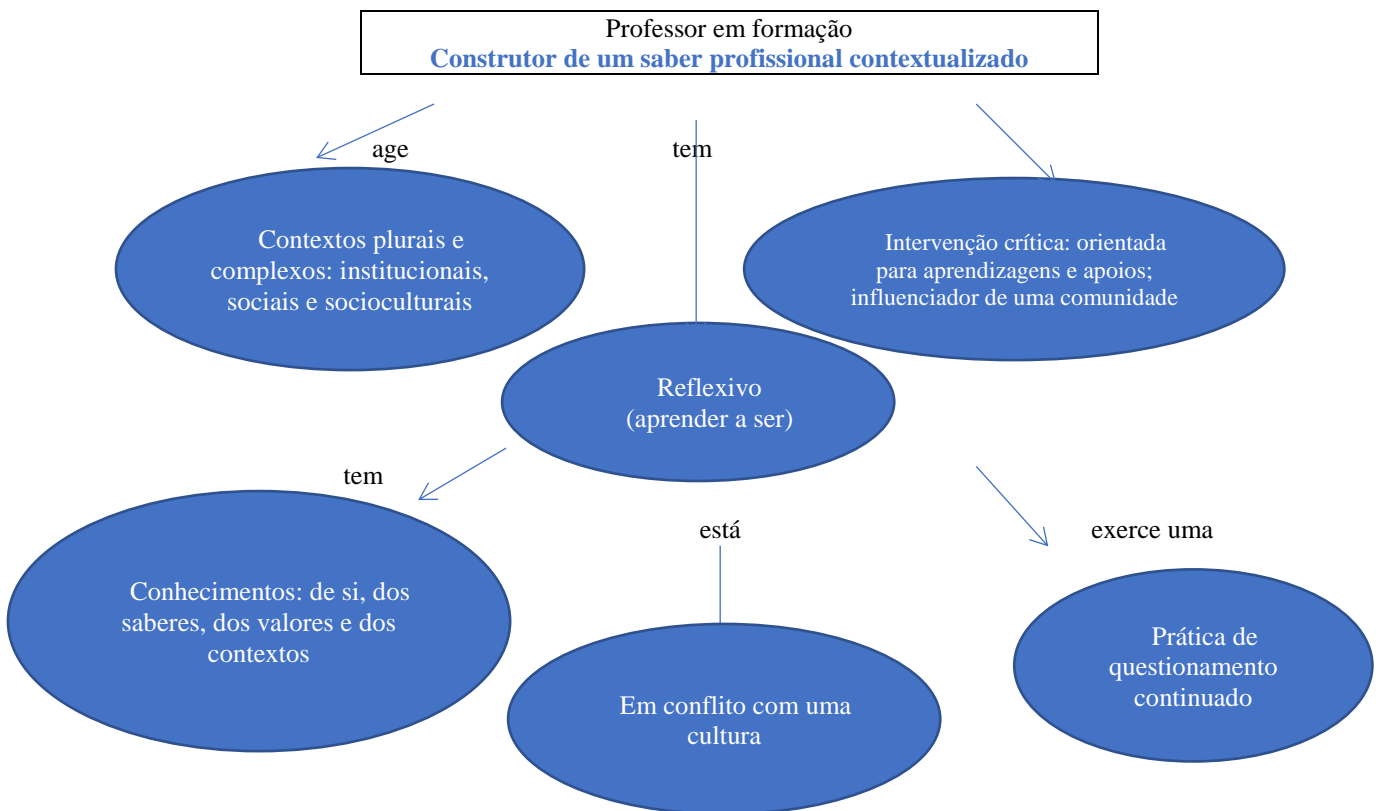 Professor em formação
Construtor de um saber profissional contextualizado
age
tem
Contextos plurais e
complexos: institucionais,
sociais e socioculturais
Intervenção crítica: orientada
para aprendizagens e apoios;
influenciador de uma comunidade
Reflexivo
(aprender a ser)
tem
está
exerce uma
Conhecimentos: de si, dos
saberes, dos valores e dos
contextos
Em conflito com uma
cultura
Prática de
questionamento
continuado